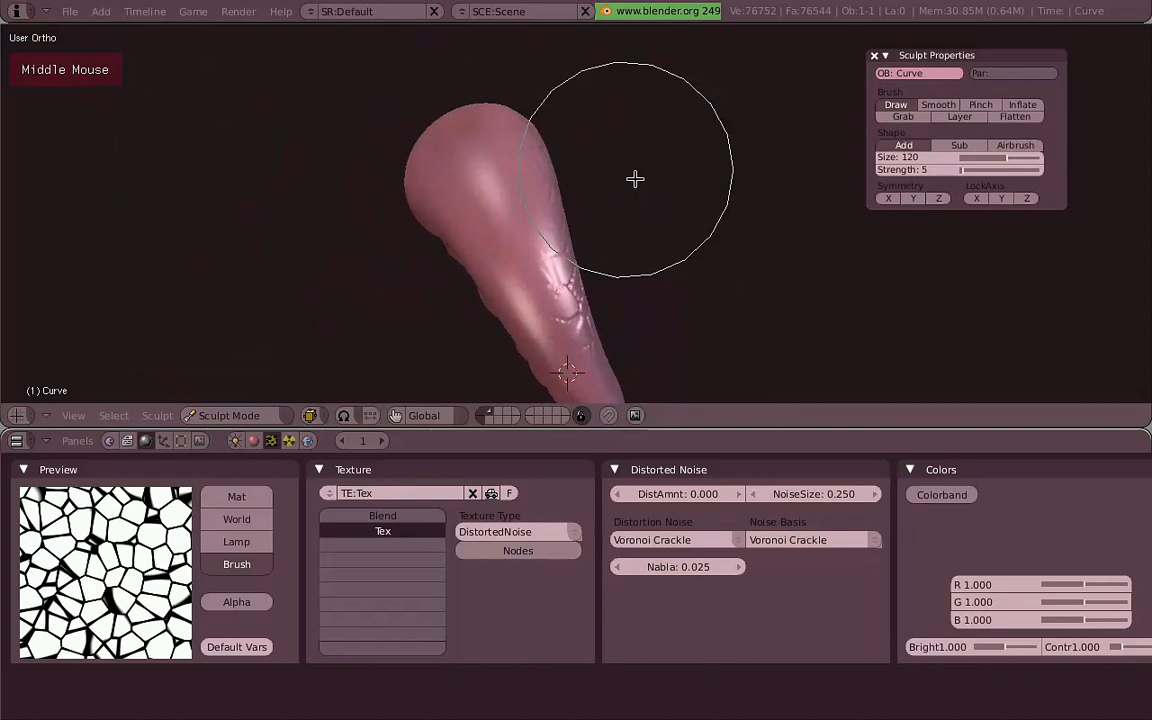 File Add Timeline Game Render Help SR:Default SCE:Scene www.blender.org 249 Ve:76752 | Fa:76544 | Ob:1-1 | La:0 | Mem:30.85M (0.64M) | Time: | Curve
User Ortho
Middle Mouse
Sculpt Properties
OB: Curve Par:
Brush
Draw Smooth Pinch Inflate
Grab Layer Flatten
Shape
Add Sub Airbrush
Size: 120
Strength: 5
Symmetry LockAxis
X Y Z X Y Z
(1) Curve
View Select Sculpt Sculpt Mode Global
Panels 1
Preview
Mat
World
Lamp
Brush
Alpha
Default Vars
Texture
TE:Tex F
Blend
Tex
Texture Type
DistortedNoise
Nodes
Distorted Noise
DistAmnt: 0.000 NoiseSize: 0.250
Distortion Noise Noise Basis
Voronoi Crackle Voronoi Crackle
Nabla: 0.025
Colors
Colorband
R 1.000
G 1.000
B 1.000
Bright1.000 Contr1.000